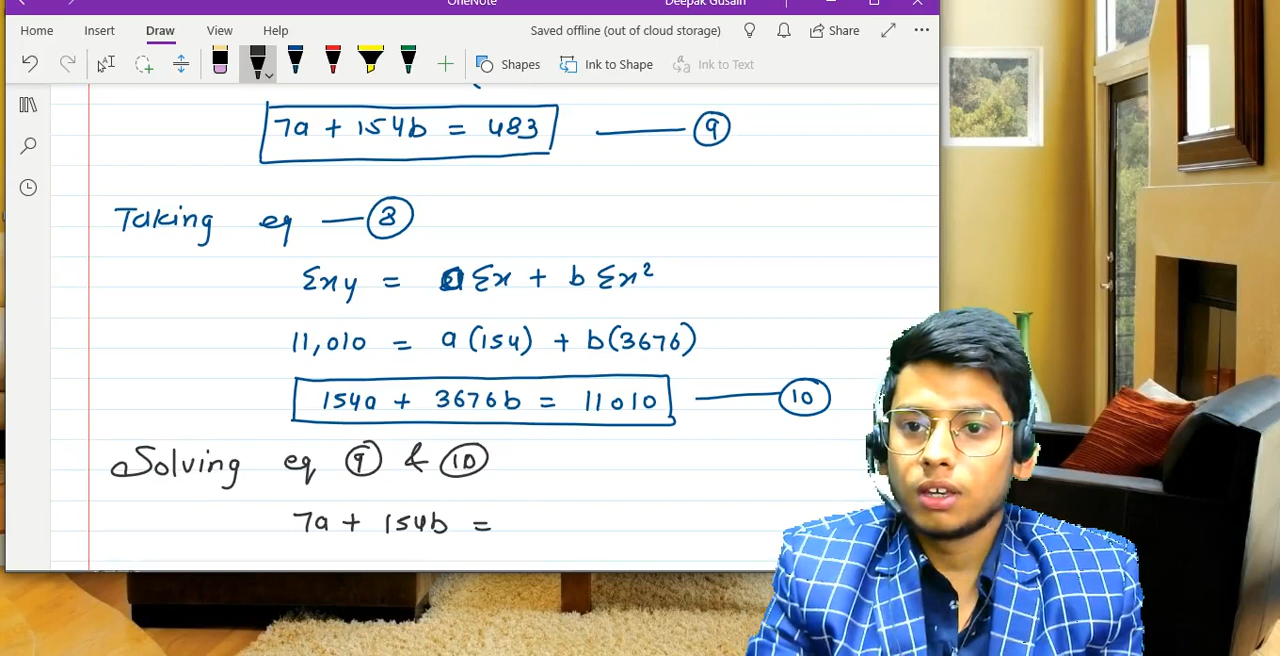 OneNote
Deepak Gusain
Home Insert Draw View Help Saved offline (out of cloud storage) Share
Shapes Ink to Shape Ink to Text
7a + 154b = 483 —— 9
Taking eq — 8
Σxy = aΣx + bΣx²
11,010 = a(154) + b(3676)
154a + 3676b = 11010 —— 10
Solving eq 9 & 10
7a + 154b =